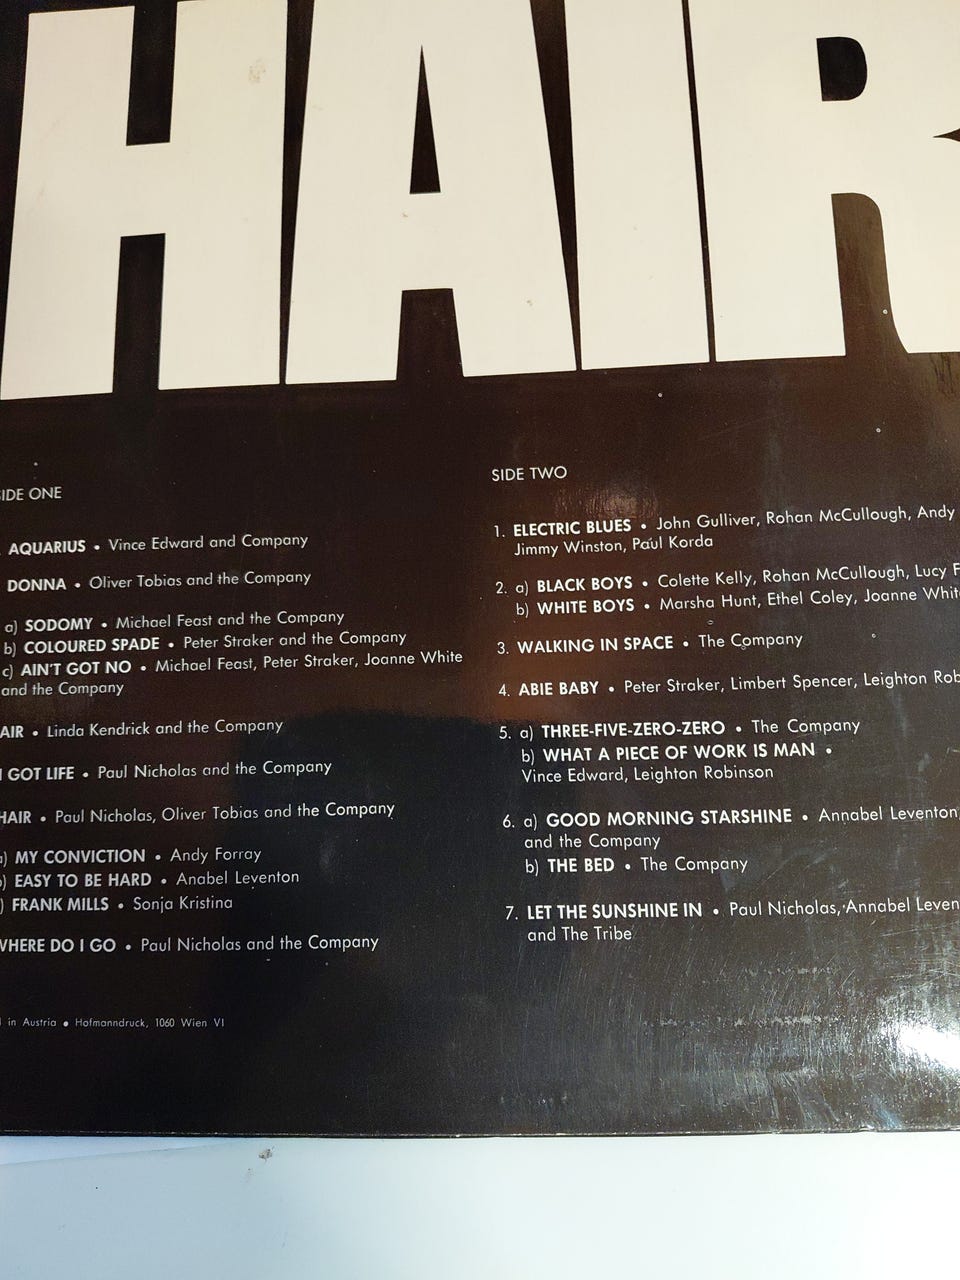 HAIR
SIDE ONE
AQUARIUS • Vince Edward and Company
DONNA • Oliver Tobias and the Company
a) SODOMY • Michael Feast and the Company
b) COLOURED SPADE • Peter Straker and the Company
c) AIN'T GOT NO • Michael Feast, Peter Straker, Joanne White
and the Company
AIR • Linda Kendrick and the Company
I GOT LIFE • Paul Nicholas and the Company
HAIR • Paul Nicholas, Oliver Tobias and the Company
) MY CONVICTION • Andy Forray
) EASY TO BE HARD • Anabel Leventon
) FRANK MILLS • Sonja Kristina
WHERE DO I GO • Paul Nicholas and the Company
in Austria • Hofmanndruck, 1060 Wien VI
SIDE TWO
1. ELECTRIC BLUES • John Gulliver, Rohan McCullough, Andy
Jimmy Winston, Paul Korda
2. a) BLACK BOYS • Colette Kelly, Rohan McCullough, Lucy F
b) WHITE BOYS • Marsha Hunt, Ethel Coley, Joanne White
3. WALKING IN SPACE • The Company
4. ABIE BABY • Peter Straker, Limbert Spencer, Leighton Rob
5. a) THREE-FIVE-ZERO-ZERO • The Company
b) WHAT A PIECE OF WORK IS MAN •
Vince Edward, Leighton Robinson
6. a) GOOD MORNING STARSHINE • Annabel Leventon
and the Company
b) THE BED • The Company
7. LET THE SUNSHINE IN • Paul Nicholas, Annabel Leven
and The Tribe